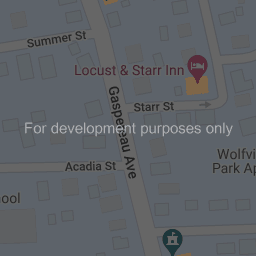 Summer St
Locust & Starr Inn
Gaspereau Ave
Starr St
For development purposes only
Acadia St
Wolfvi
Park Ap
ool